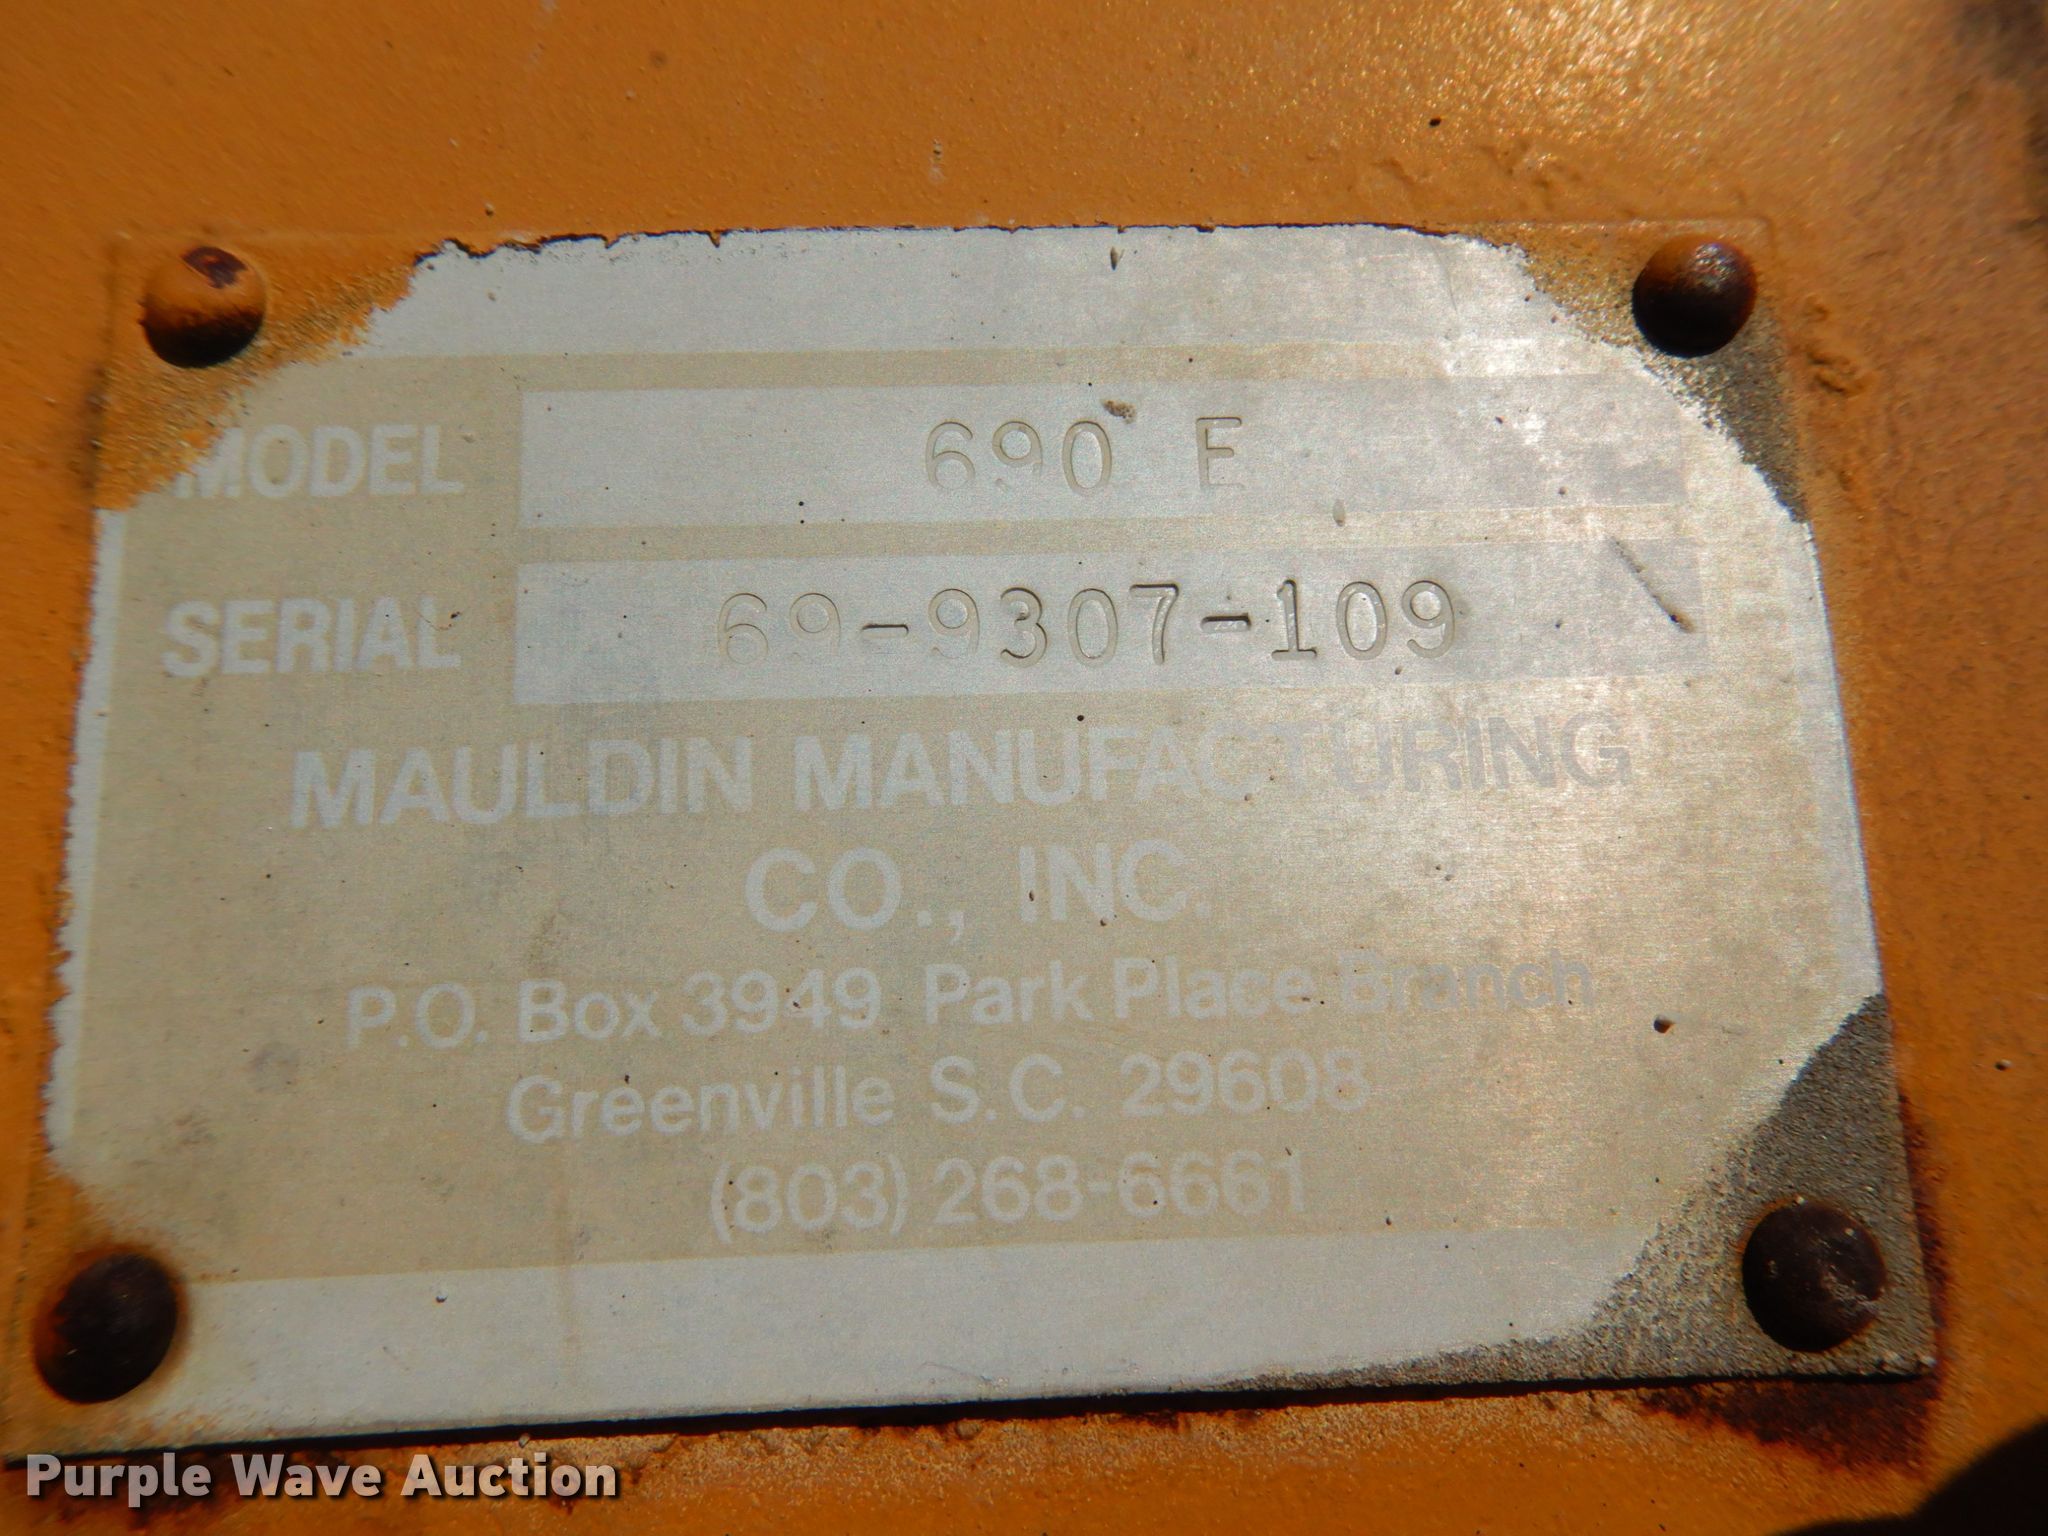 MODEL 690 E
SERIAL 69-9307-109
MAULDIN MANUFACTURING
CO., INC.
P.O. Box 3949 Park Place Branch
Greenville S.C. 29608
(803) 268-6661
Purple Wave Auction